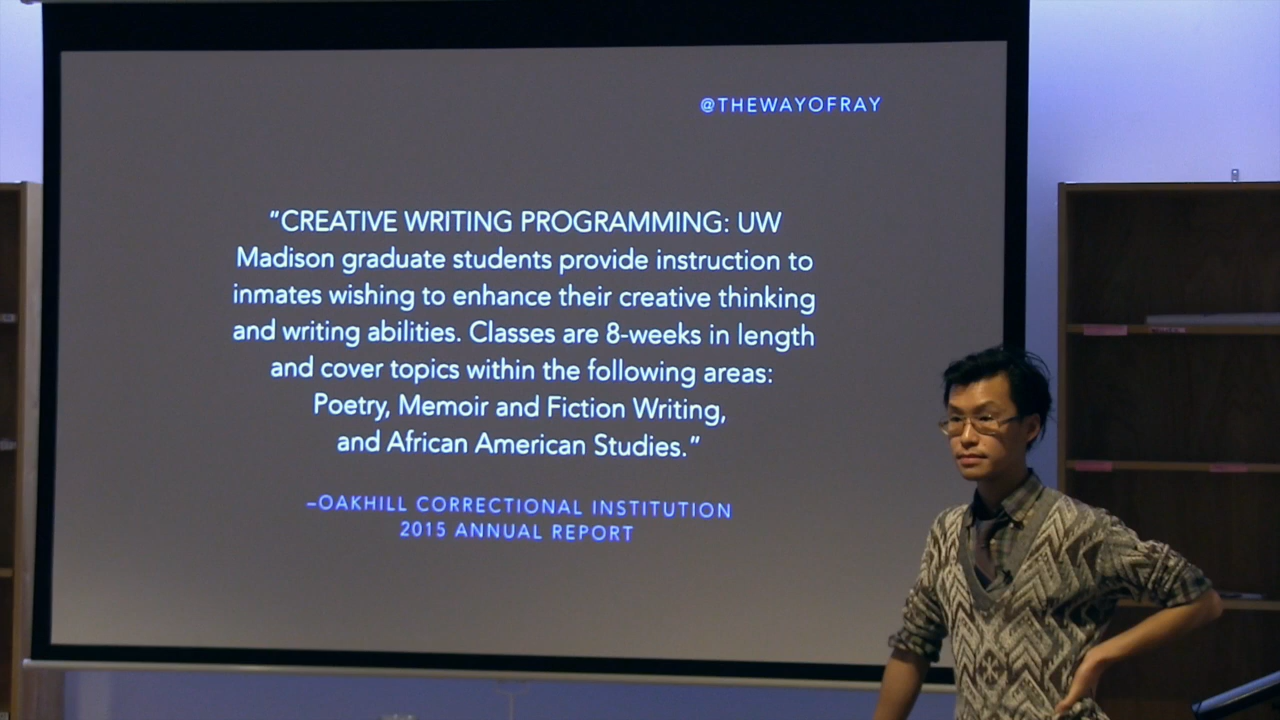 @THEWAYOFRAY
"CREATIVE WRITING PROGRAMMING: UW
Madison graduate students provide instruction to
inmates wishing to enhance their creative thinking
and writing abilities. Classes are 8-weeks in length
and cover topics within the following areas:
Poetry, Memoir and Fiction Writing,
and African American Studies."
–OAKHILL CORRECTIONAL INSTITUTION
2015 ANNUAL REPORT